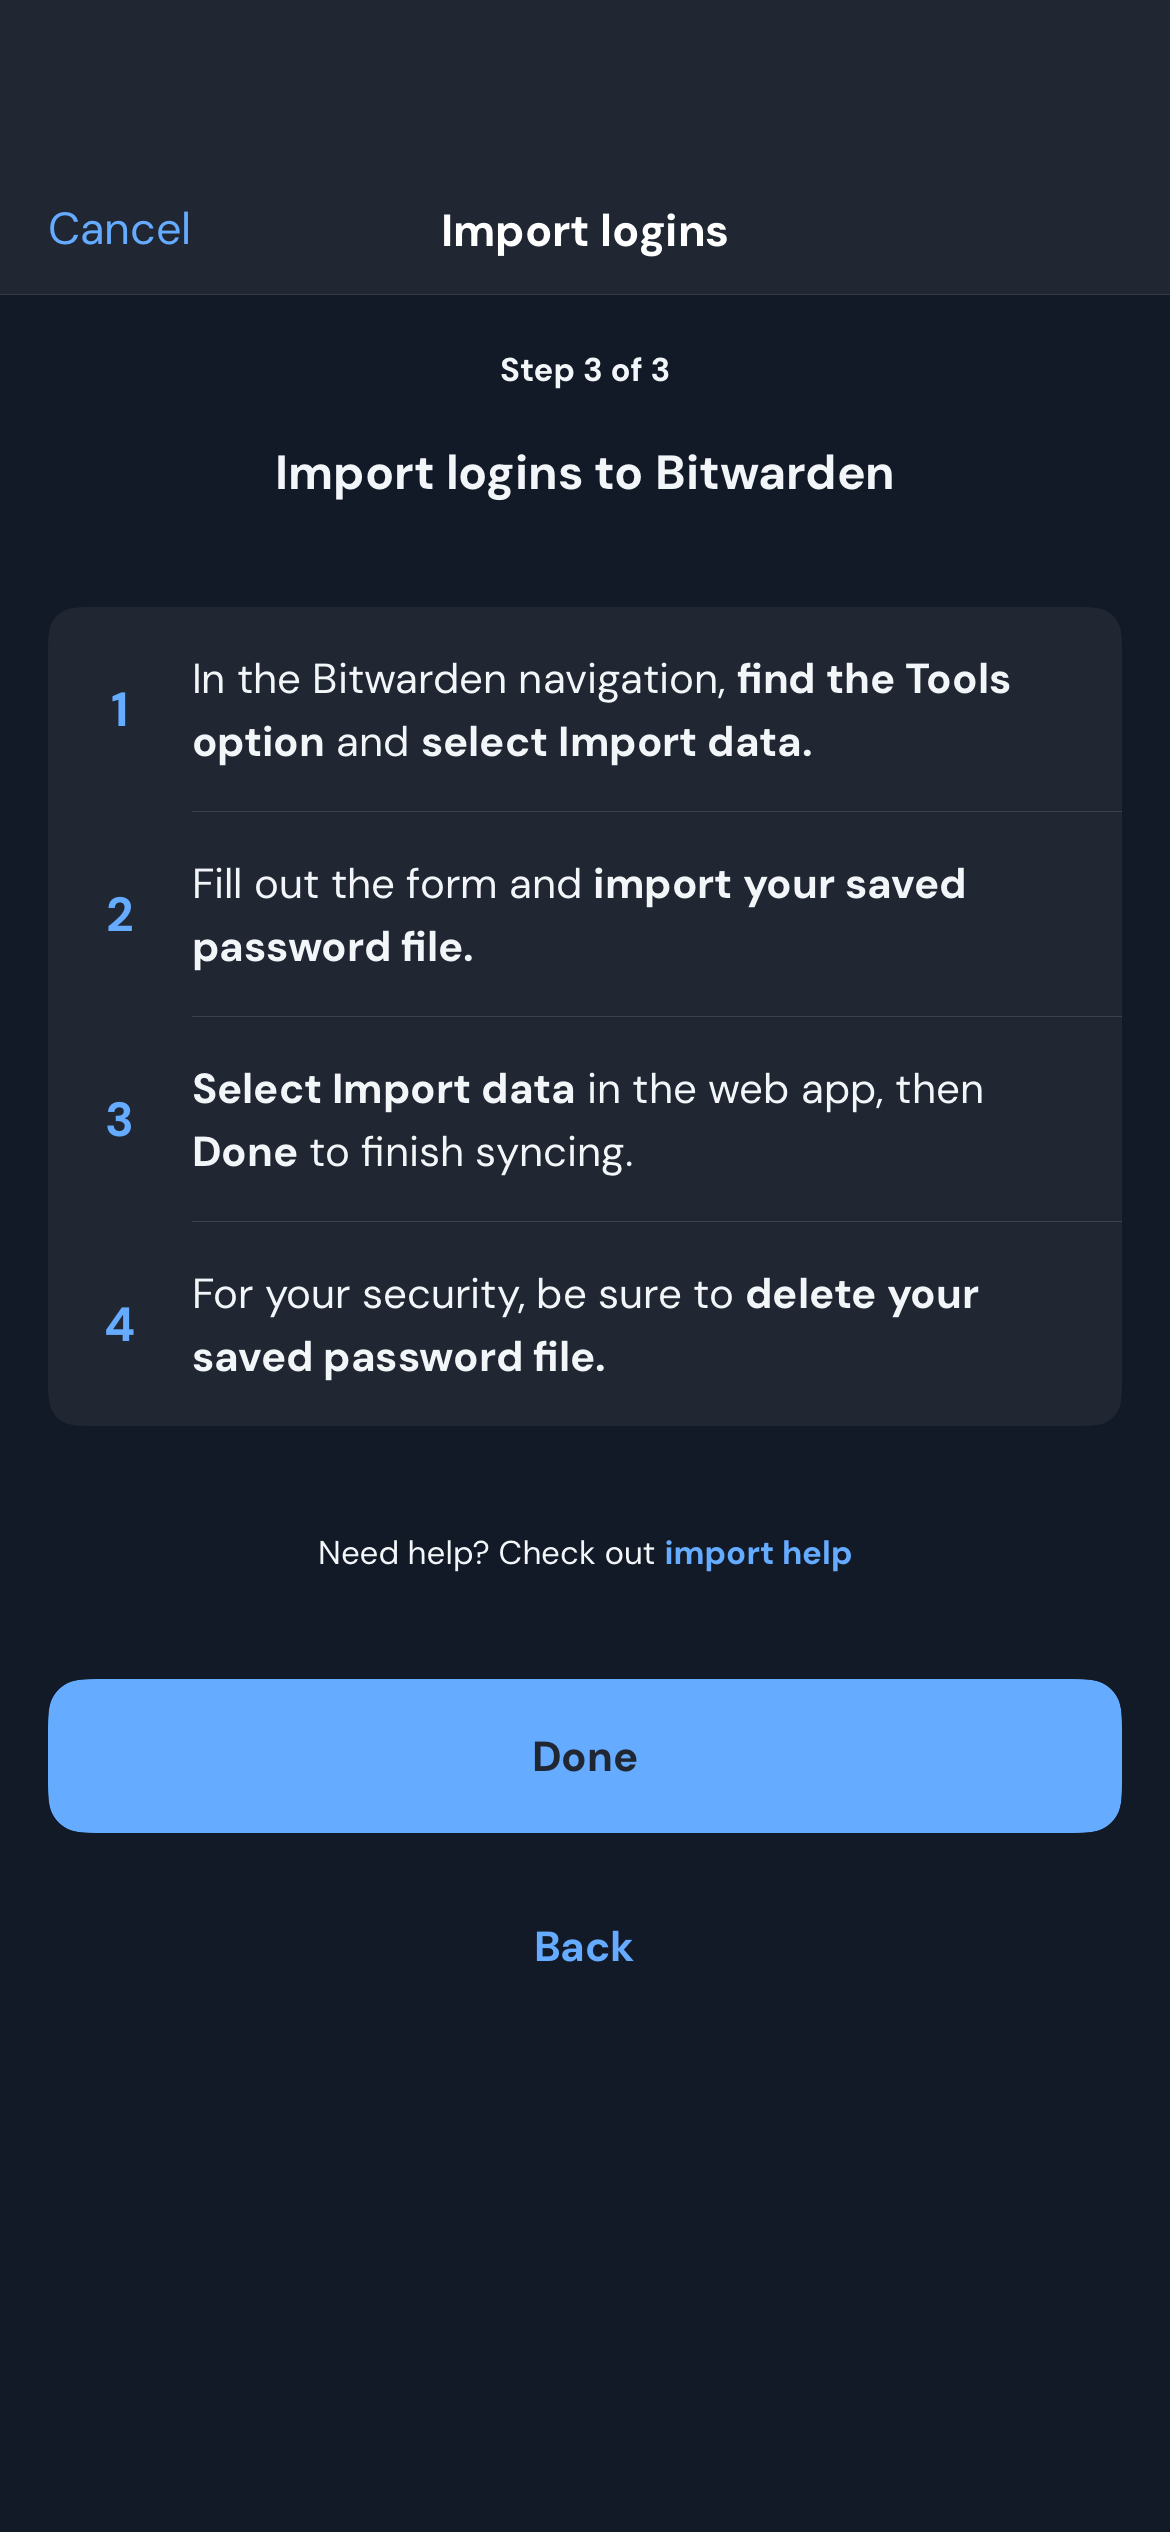 Cancel
Import logins
Step 3 of 3
Import logins to Bitwarden
1
In the Bitwarden navigation, find the Tools
option and select Import data.
2
Fill out the form and import your saved
password file.
3
Select Import data in the web app, then
Done to finish syncing.
4
For your security, be sure to delete your
saved password file.
Need help? Check out import help
Done
Back